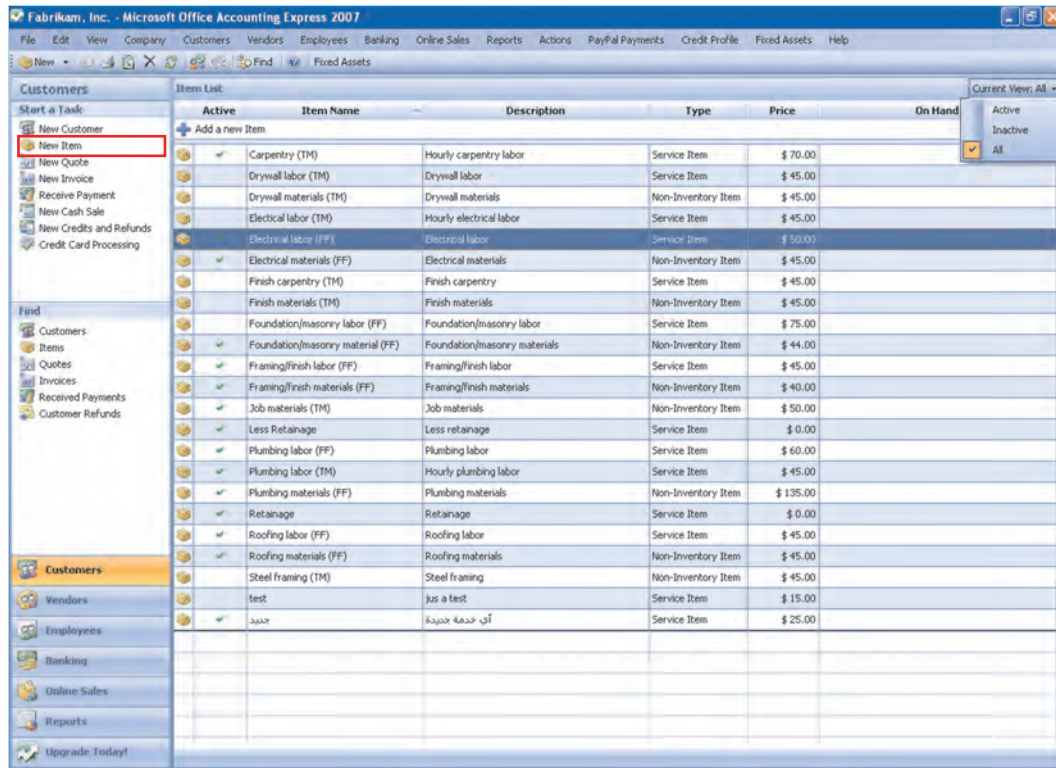 Fabrikam, Inc. - Microsoft Office Accounting Express 2007
File Edit View Company Customers Vendors Employees Banking Online Sales Reports Actions PayPal Payments Credit Profile Fixed Assets Help
New Find Fixed Assets
Customers
Start a Task
New Customer
New Item
New Quote
New Invoice
Receive Payment
New Cash Sale
New Credits and Refunds
Credit Card Processing
Find
Customers
Items
Quotes
Invoices
Received Payments
Customer Refunds
Customers
Vendors
Employees
Banking
Online Sales
Reports
Upgrade Today!
Item List
Current View: All
Active
Inactive
All
Active Item Name Description Type Price On Hand
Add a new Item
Carpentry (TM) Hourly carpentry labor Service Item $ 70.00
Drywall labor (TM) Drywall labor Service Item $ 45.00
Drywall materials (TM) Drywall materials Non-Inventory Item $ 45.00
Electical labor (TM) Hourly electrical labor Service Item $ 45.00
Electrical labor (FF) Electrical labor Service Item $ 50.00
Electrical materials (FF) Electrical materials Non-Inventory Item $ 45.00
Finish carpentry (TM) Finish carpentry Service Item $ 45.00
Finish materials (TM) Finish materials Non-Inventory Item $ 45.00
Foundation/masonry labor (FF) Foundation/masonry labor Service Item $ 75.00
Foundation/masonry material (FF) Foundation/masonry materials Non-Inventory Item $ 44.00
Framing/finish labor (FF) Framing/finish labor Service Item $ 45.00
Framing/finish materials (FF) Framing/finish materials Non-Inventory Item $ 40.00
Job materials (TM) Job materials Non-Inventory Item $ 50.00
Less Retainage Less retainage Service Item $ 0.00
Plumbing labor (FF) Plumbing labor Service Item $ 60.00
Plumbing labor (TM) Hourly plumbing labor Service Item $ 45.00
Plumbing materials (FF) Plumbing materials Non-Inventory Item $ 135.00
Retainage Retainage Service Item $ 0.00
Roofing labor (FF) Roofing labor Service Item $ 45.00
Roofing materials (FF) Roofing materials Non-Inventory Item $ 45.00
Steel framing (TM) Steel framing Non-Inventory Item $ 45.00
test jus a test Service Item $ 15.00
جديد أي خدمة جديدة Service Item $ 25.00